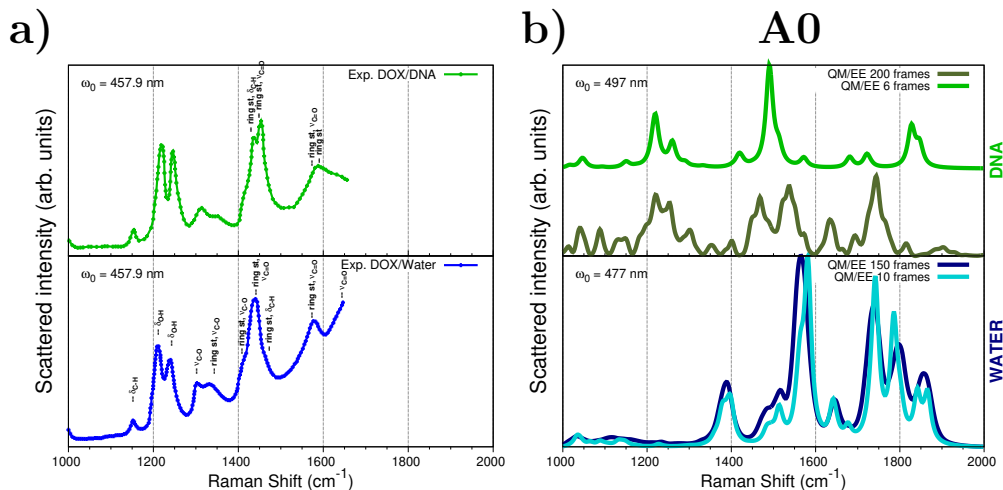 a)
b)
A0
Scattered intensity (arb. units)
ω₀ = 457.9 nm
Exp. DOX/DNA
ring st, δC-H
ring st, νC=O
ring st, νC=O
ring st
ω₀ = 457.9 nm
Exp. DOX/Water
δC-H
δO-H
δO-H
νC-O
ring st, νC-O
ring st, νC-O
ring st,
νC=O
ring st, δC-H
ring st, νC=O
νC=O
1000 1200 1400 1600 1800 2000
Raman Shift (cm⁻¹)
Scattered intensity (arb. units)
ω₀ = 497 nm
QM/EE 200 frames
QM/EE 6 frames
DNA
ω₀ = 477 nm
QM/EE 150 frames
QM/EE 10 frames
WATER
1000 1200 1400 1600 1800 2000
Raman Shift (cm⁻¹)